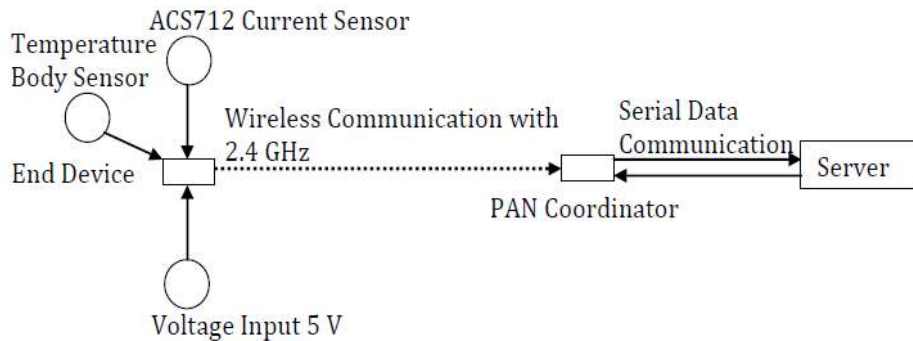 ACS712 Current Sensor
Temperature
Body Sensor
Wireless Communication with
2.4 GHz
Serial Data
Communication
End Device
Server
PAN Coordinator
Voltage Input 5 V